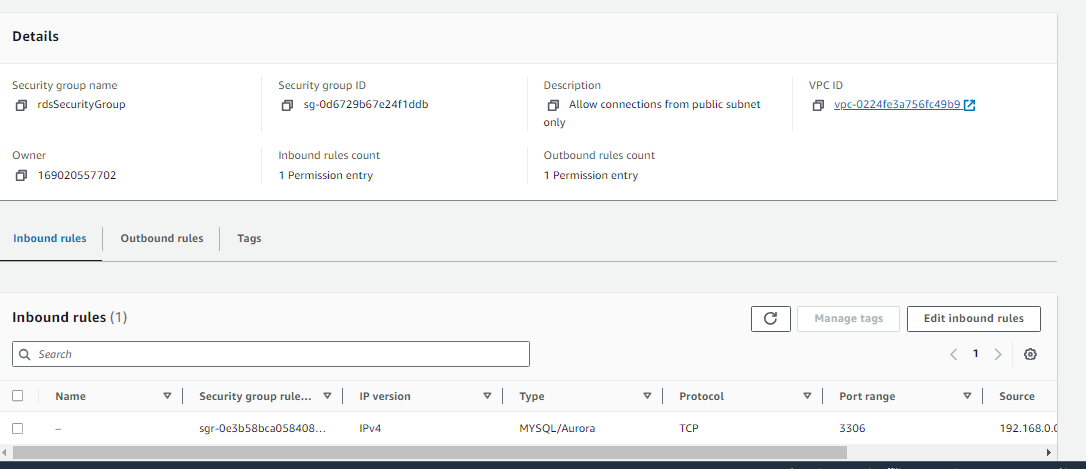 Details
Security group name
rdsSecurityGroup
Security group ID
sg-0d6729b67e24f1ddb
Description
Allow connections from public subnet
only
VPC ID
vpc-0224fe3a756fc49b9
Owner
169020557702
Inbound rules count
1 Permission entry
Outbound rules count
1 Permission entry
Inbound rules Outbound rules Tags
Inbound rules (1)
Manage tags
Edit inbound rules
Search
1
Name Security group rule... IP version Type Protocol Port range Source
– sgr-0e3b58bca058408... IPv4 MYSQL/Aurora TCP 3306 192.168.0.0